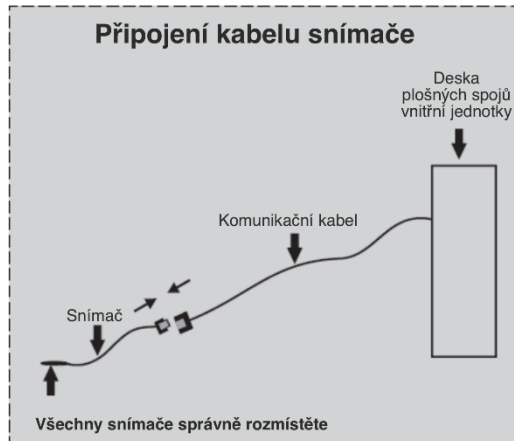 Připojení kabelu snímače
Deska
plošných spojů
vnitřní jednotky
Komunikační kabel
Snímač
Všechny snímače správně rozmístěte